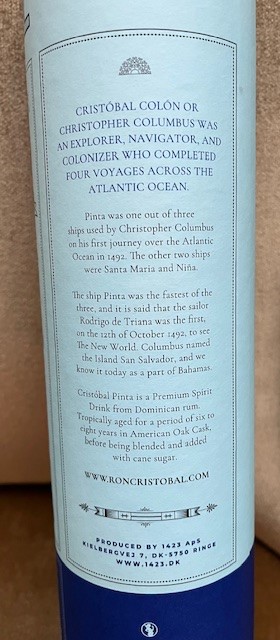 CRISTÓBAL COLÓN OR
CHRISTOPHER COLUMBUS WAS
AN EXPLORER, NAVIGATOR, AND
COLONIZER WHO COMPLETED
FOUR VOYAGES ACROSS THE
ATLANTIC OCEAN.
Pinta was one out of three
ships used by Christopher Columbus
on his first journey over the Atlantic
Ocean in 1492. The other two ships
were Santa Maria and Niña.
The ship Pinta was the fastest of the
three, and it is said that the sailor
Rodrigo de Triana was the first,
on the 12th of October 1492, to see
The New World. Columbus named
the Island San Salvador, and we
know it today as a part of Bahamas.
Cristóbal Pinta is a Premium Spirit
Drink from Dominican rum.
Tropically aged for a period of six to
eight years in American Oak Cask,
before being blended and added
with cane sugar.
WWW.RONCRISTOBAL.COM
PRODUCED BY 1423 ApS
KIELBERGVEJ 7, DK-5750 RINGE
WWW.1423.DK